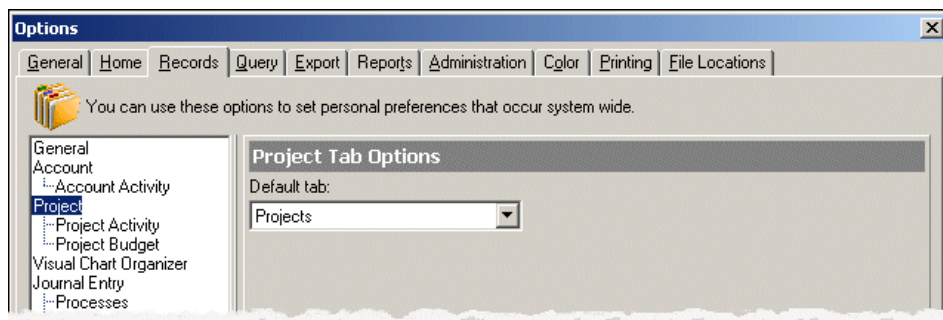 Options
General Home Records Query Export Reports Administration Color Printing File Locations
You can use these options to set personal preferences that occur system wide.
General
Account
Account Activity
Project
Project Activity
Project Budget
Visual Chart Organizer
Journal Entry
Processes
Project Tab Options
Default tab:
Projects